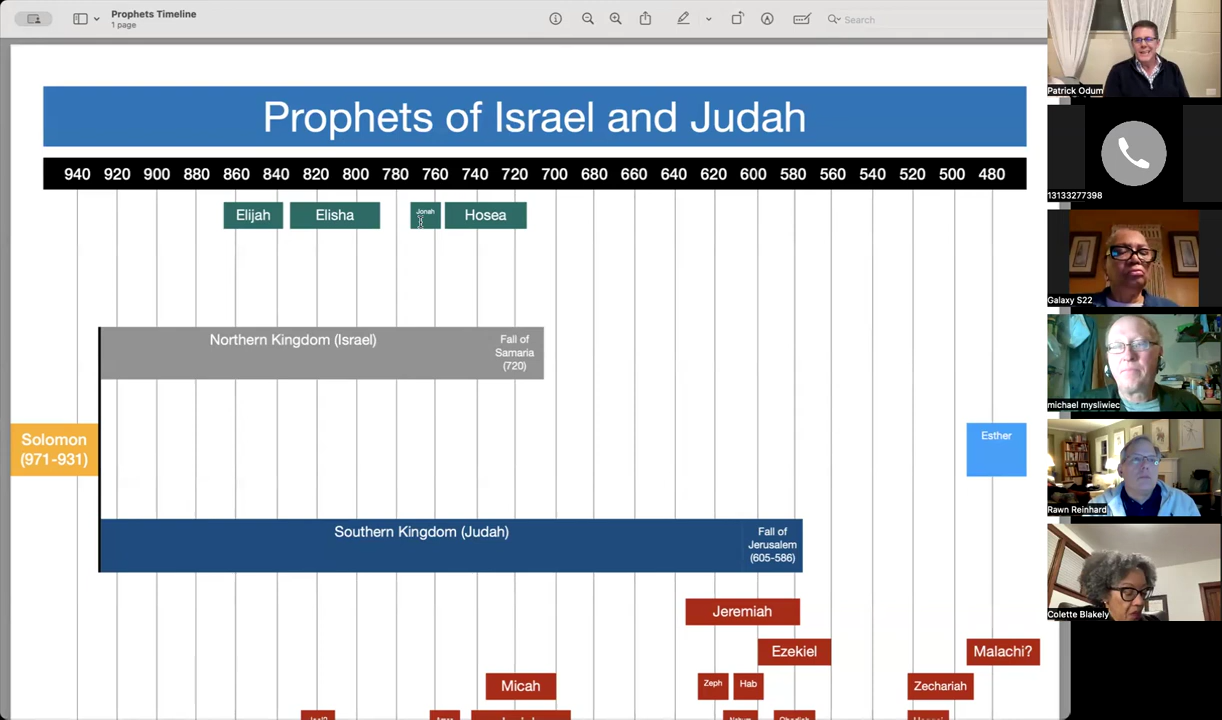 Prophets Timeline
1 page
Search
Prophets of Israel and Judah
940 920 900 880 860 840 820 800 780 760 740 720 700 680 660 640 620 600 580 560 540 520 500 480
Elijah
Elisha
Jonah
Hosea
Northern Kingdom (Israel)
Fall of
Samaria
(720)
Solomon
(971-931)
Esther
Southern Kingdom (Judah)
Fall of
Jerusalem
(605-586)
Jeremiah
Ezekiel
Malachi?
Micah
Zeph
Hab
Zechariah
Patrick Odum
13133277398
Galaxy S22
michael mysliwiec
Rawn Reinhard
Colette Blakely